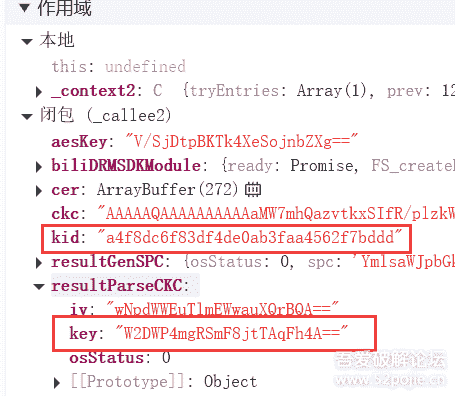 ▼ 作用域
▼ 本地
this: undefined
▶ _context2: C {tryEntries: Array(1), prev: 12
▼ 闭包 (_callee2)
aesKey: "V/SjDtpBKTk4XeSojnbZXg=="
▶ biliDRMSDKModule: {ready: Promise, FS_create
▶ cer: ArrayBuffer(272)
ckc: "AAAAAQAAAAAAAAAAaMW7mhQazvtkxSIfR/plzkW
kid: "a4f8dc6f83df4de0ab3faa4562f7bddd"
▶ resultGenSPC: {osStatus: 0, spc: 'YmlsaWJpbGk
▼ resultParseCKC:
iv: "wNpdWWEuTlmEWwauXQrBQA=="
key: "W2DWP4mgRSmF8jtTAqFh4A=="
osStatus: 0
▶ [[Prototype]]: Object
吾爱破解论坛
www.52pojie.cn